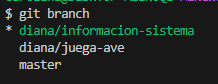 $ git branch
* diana/informacion-sistema
diana/juega-ave
master